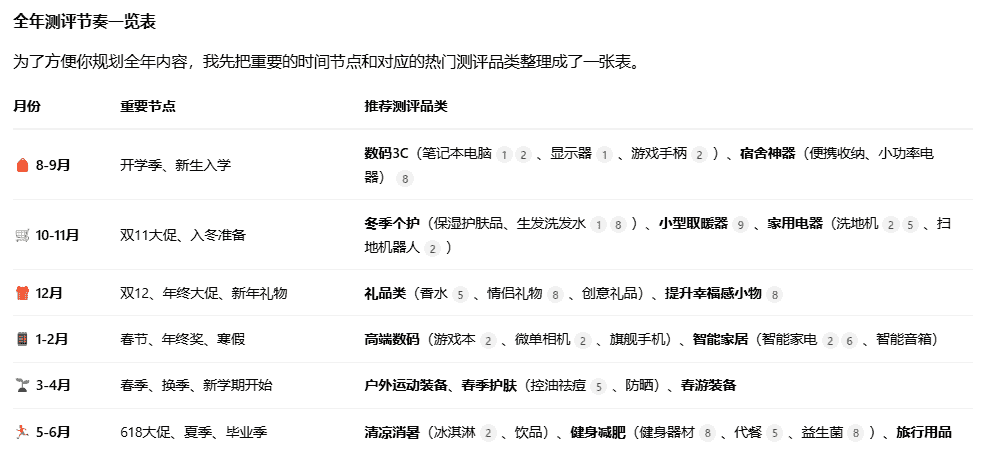 全年测评节奏一览表
为了方便你规划全年内容，我先把重要的时间节点和对应的热门测评品类整理成了一张表。
月份 重要节点 推荐测评品类
8-9月 开学季、新生入学 数码3C（笔记本电脑 1 2 、显示器 1 、游戏手柄 2 ）、宿舍神器（便携收纳、小功率电
器） 8
10-11月 双11大促、入冬准备 冬季个护（保湿护肤品、生发洗发水 1 8 ）、小型取暖器 9 、家用电器（洗地机 2 5 、扫
地机器人 2 ）
12月 双12、年终大促、新年礼物 礼品类（香水 5 、情侣礼物 8 、创意礼品）、提升幸福感小物 8
1-2月 春节、年终奖、寒假 高端数码（游戏本 2 、微单相机 2 、旗舰手机）、智能家居（智能家电 2 6 、智能音箱）
3-4月 春季、换季、新学期开始 户外运动装备、春季护肤（控油祛痘 5 、防晒）、春游装备
5-6月 618大促、夏季、毕业季 清凉消暑（冰淇淋 2 、饮品）、健身减肥（健身器材 8 、代餐 5 、益生菌 8 ）、旅行用品